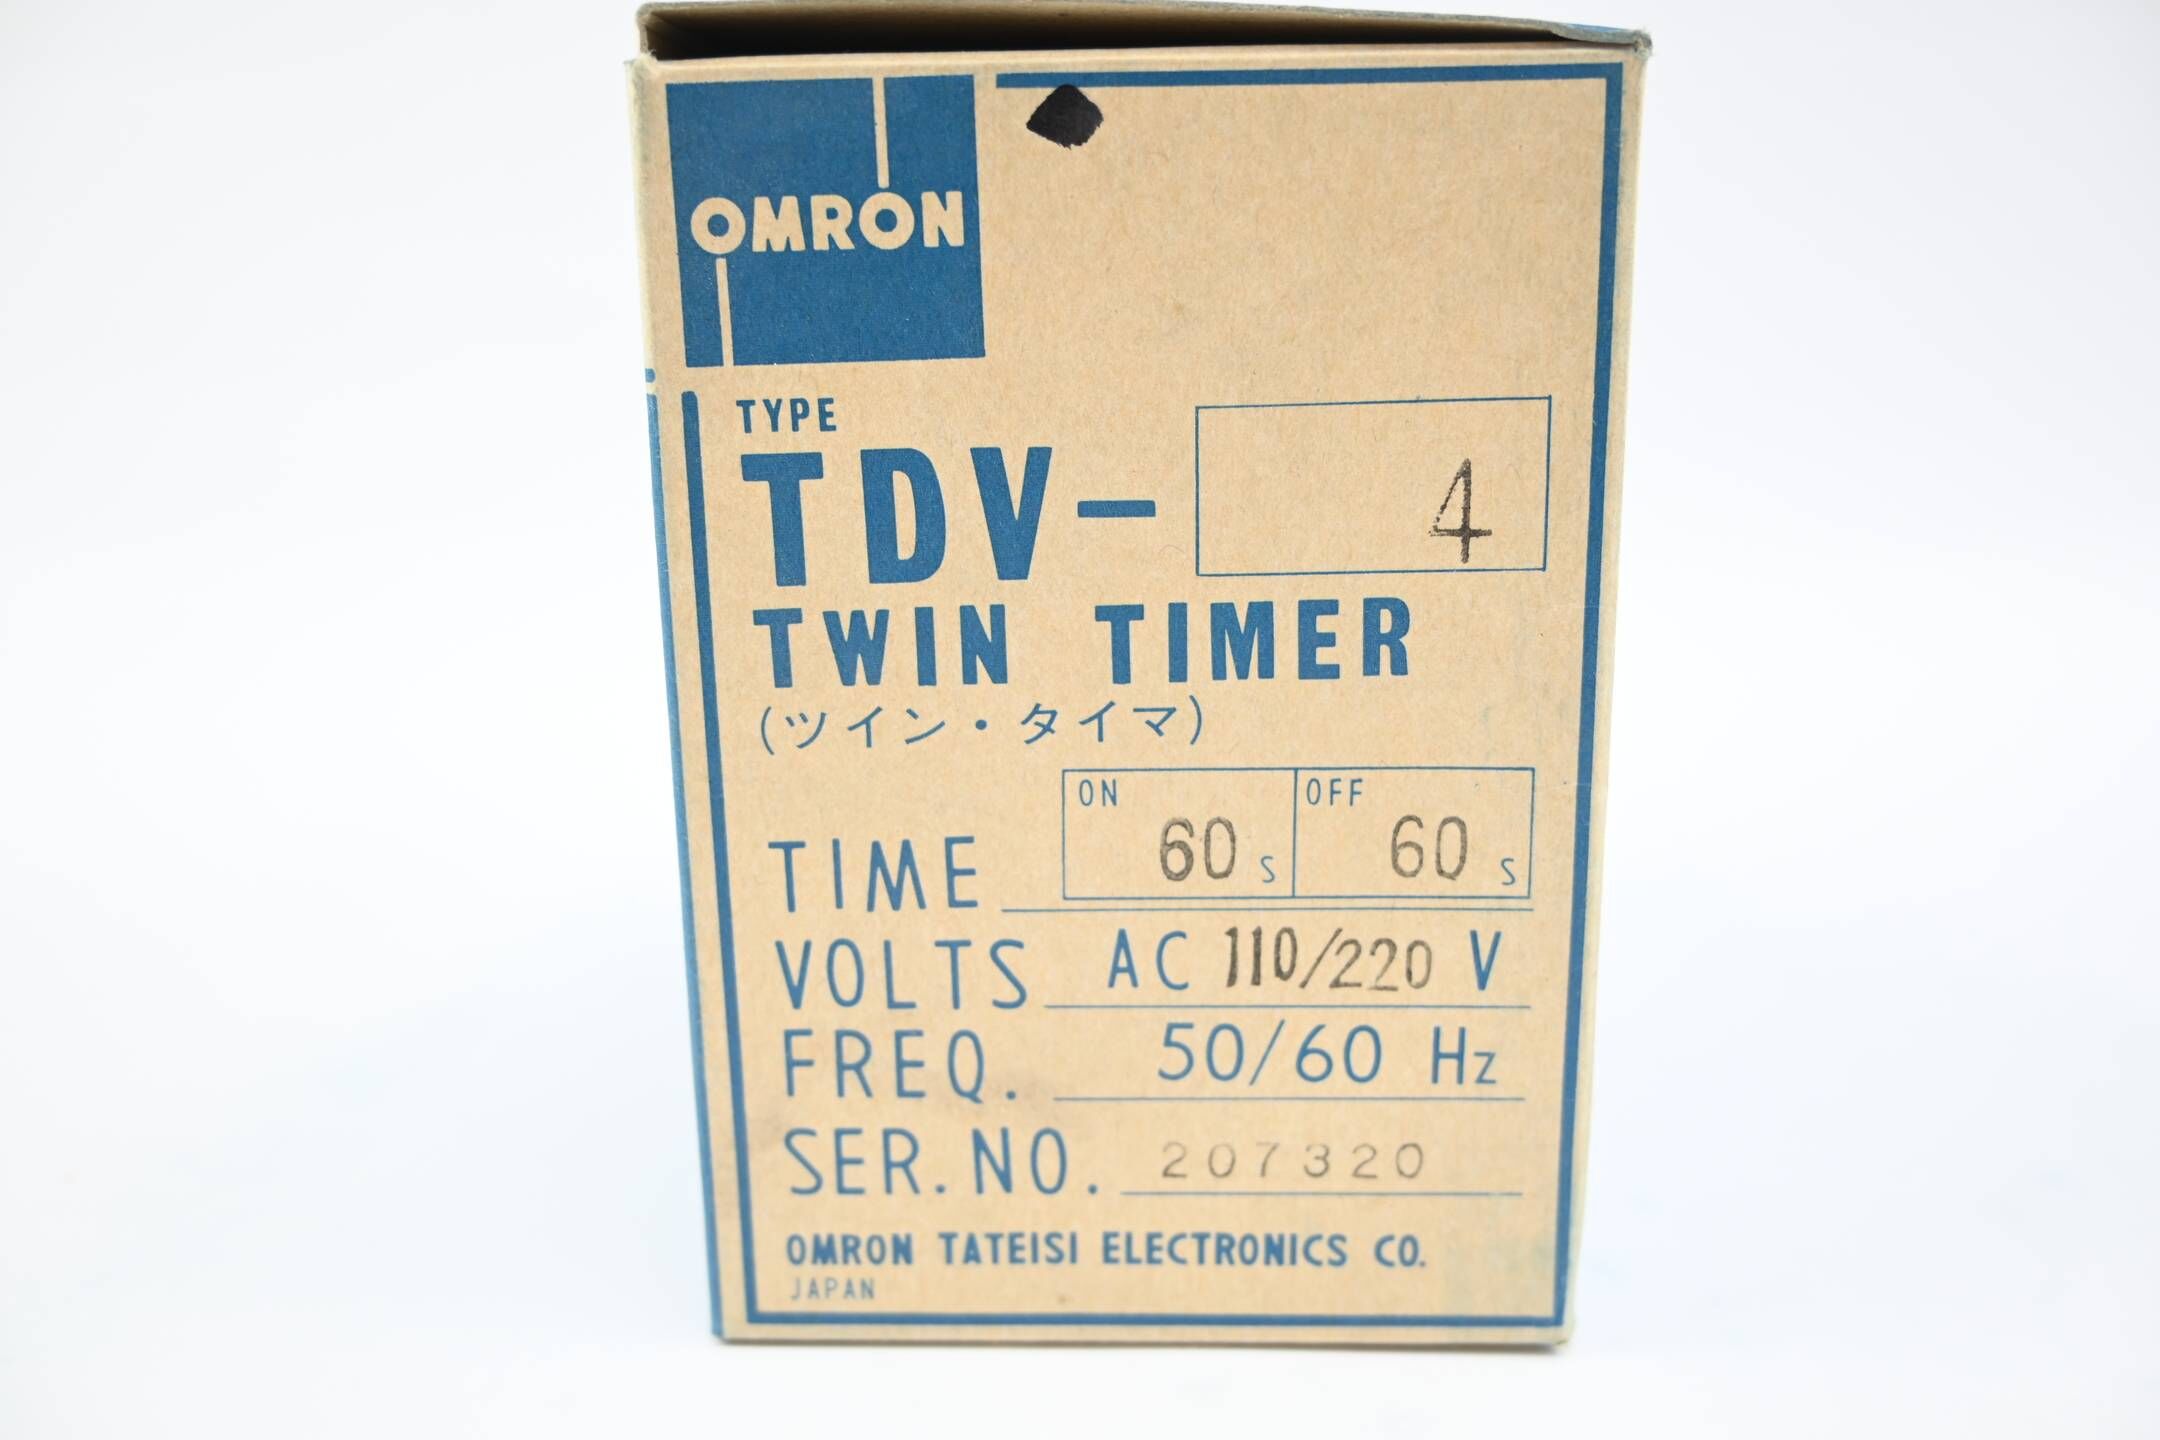 OMRON
TYPE
TDV- 4
TWIN TIMER
(ツイン・タイマ)
ON OFF
TIME 60 s 60 s
VOLTS AC 110/220 V
FREQ. 50/60 Hz
SER. NO. 207320
OMRON TATEISI ELECTRONICS CO.
JAPAN